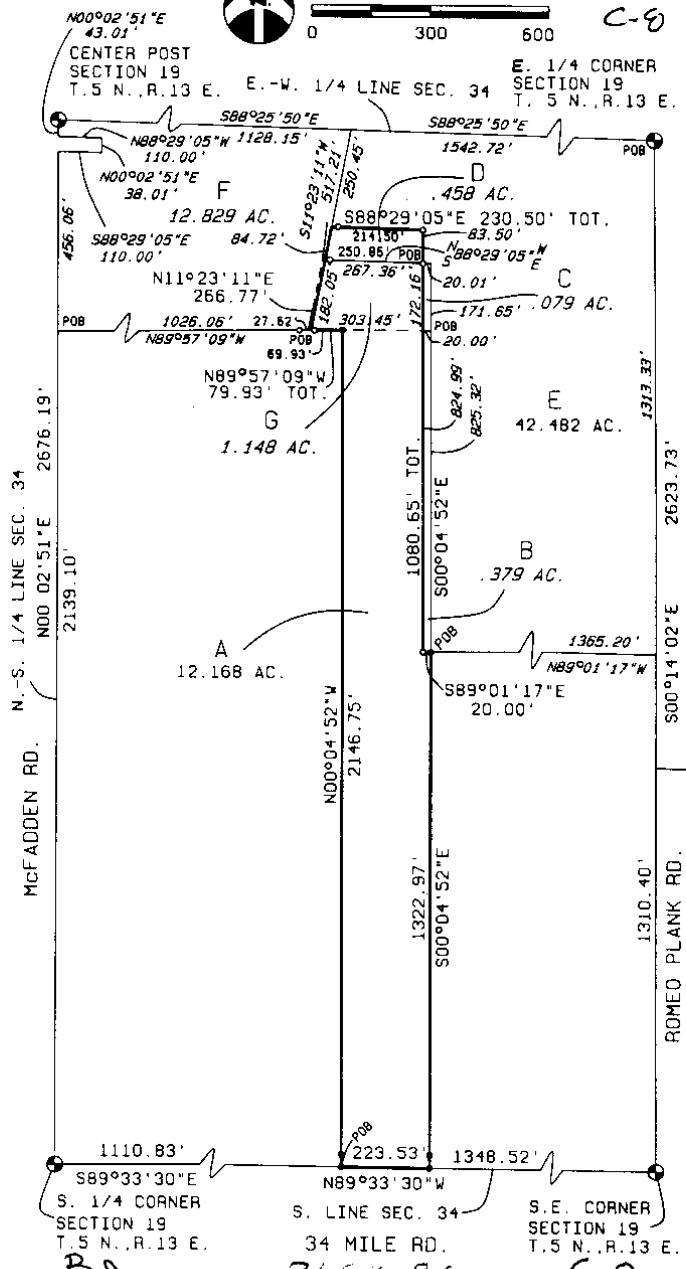 N00°02'51"E
43.01'
CENTER POST
SECTION 19
T.5 N.,R.13 E.
0 300 600
C-8
E.-W. 1/4 LINE SEC. 34
E. 1/4 CORNER
SECTION 19
T.5 N.,R.13 E.
S88°25'50"E
1128.15'
S88°25'50"E
1542.72'
POB
N88°29'05"W
110.00'
N00°02'51"E
38.01'
S88°29'05"E
110.00'
456.06'
F
12.829 AC.
S11°23'11"W
517.21'
250.45'
D
.458 AC.
S88°29'05"E 230.50' TOT.
214.50'
83.50'
84.72'
250.86'
POB
N88°29'05"W
S E
267.36'
20.01'
N11°23'11"E
266.77'
182.05'
172.16'
C
.079 AC.
171.65'
POB
1026.06'
N89°57'09"W
27.62'
POB
303.45'
POB
20.00'
69.93'
N89°57'09"W
79.93' TOT.
G
1.148 AC.
824.99'
825.32'
E
42.482 AC.
1313.33'
2623.73'
S00°14'02"E
N.-S. 1/4 LINE SEC. 34
N00 02'51"E 2676.19'
2139.10'
1080.65' TOT.
S00°04'52"E
B
.379 AC.
A
12.168 AC.
POB
1365.20'
N89°01'17"W
S89°01'17"E
20.00'
N00°04'52"W
2146.75'
McFADDEN RD.
1322.97'
S00°04'52"E
1310.40'
ROMEO PLANK RD.
POB
1110.83'
S89°33'30"E
223.53'
N89°33'30"W
1348.52'
S. 1/4 CORNER
SECTION 19
T.5 N.,R.13 E.
S. LINE SEC. 34
34 MILE RD.
S.E. CORNER
SECTION 19
T.5 N.,R.13 E.